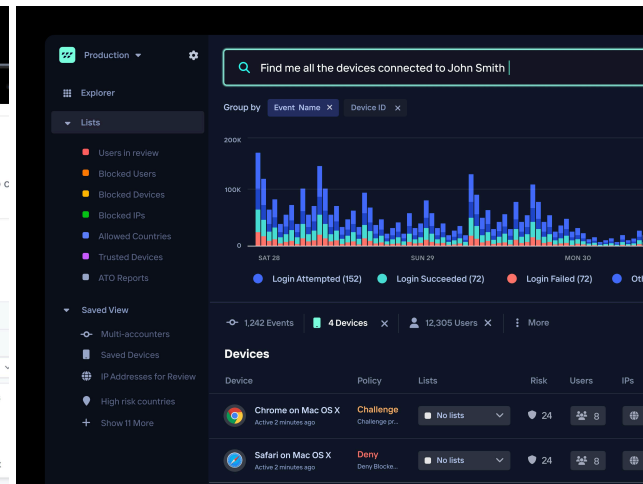 Production
Find me all the devices connected to John Smith
Explorer
Group by Event Name Device ID
Lists
200K
Users in review
Blocked Users
Blocked Devices
100K
Blocked IPs
Allowed Countries
Trusted Devices
0
ATO Reports
SAT 28 SUN 29 MON 30
Login Attempted (152) Login Succeeded (72) Login Failed (72) Oth
Saved View
1,242 Events 4 Devices 12,305 Users More
Multi-accounters
Saved Devices
Devices
IP Addresses for Review
Device Policy Lists Risk Users IPs
High risk countries
Show 11 More
Chrome on Mac OS X Challenge No lists 24 8
Active 2 minutes ago Challenge pr...
Safari on Mac OS X Deny No lists 24 8
Active 2 minutes ago Deny Blocke...